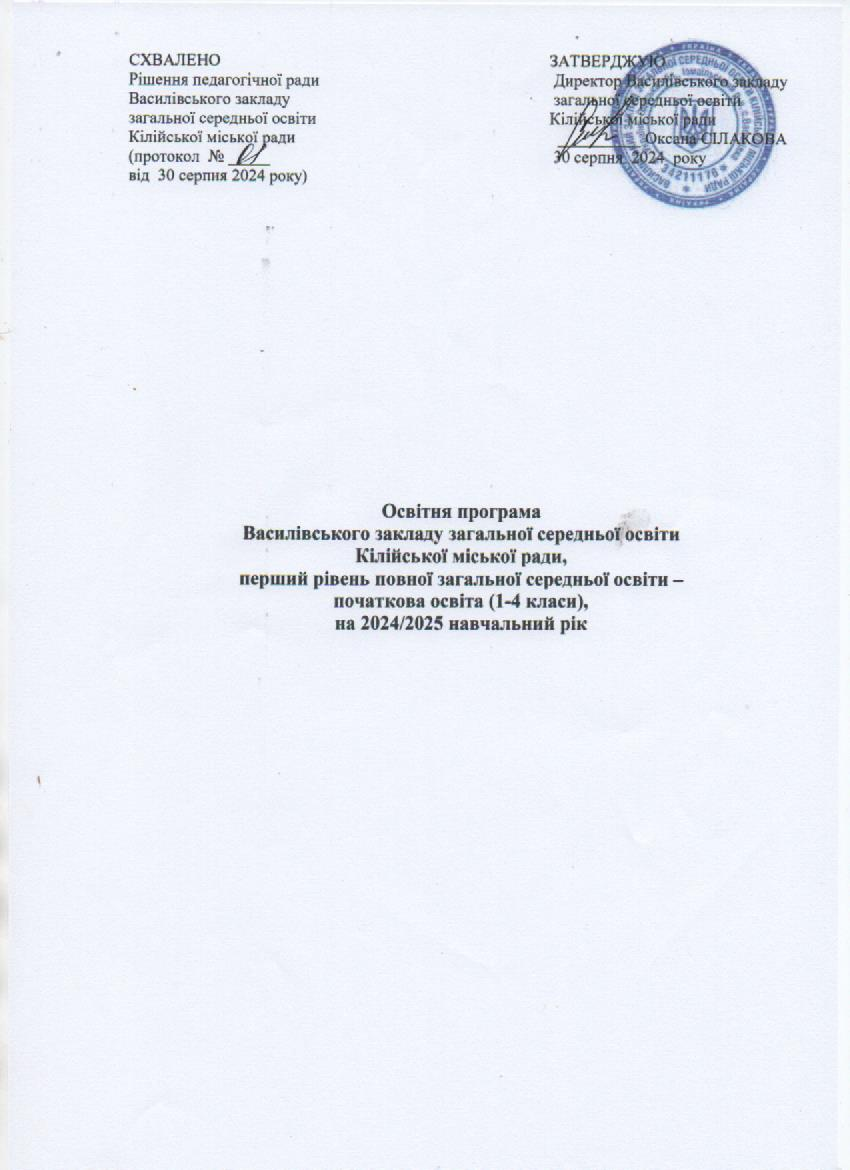 СХВАЛЕНО
Рішення педагогічної ради
Василівського закладу
загальної середньої освіти
Кілійської міської ради
(протокол №
від 30 серпня 2024 року)
ЗАТВЕРДЖУЮ
Директор Василівського закладу
загальної середньої освіти
Кілійської міської ради
Оксана СІЛАКОВА
30 серпня 2024 року
34211170
УКРАЇНА
Освітня програма
Василівського закладу загальної середньої освіти
Кілійської міської ради,
перший рівень повної загальної середньої освіти –
початкова освіта (1-4 класи),
на 2024/2025 навчальний рік